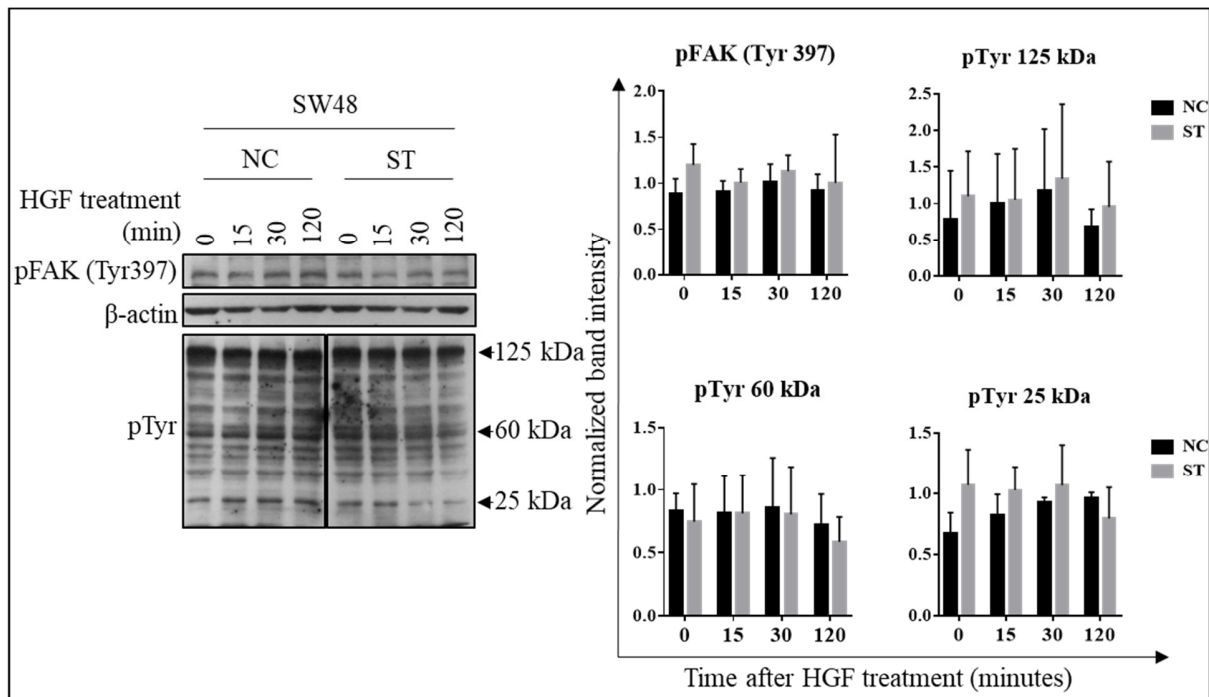 SW48
NC ST
HGF treatment
(min)
0 15 30 120 0 15 30 120
pFAK (Tyr397)
β-actin
pTyr
125 kDa
60 kDa
25 kDa
Normalized band intensity
pFAK (Tyr 397)
2.0
1.5
1.0
0.5
0.0
0 15 30 120
pTyr 125 kDa
2.5
2.0
1.5
1.0
0.5
0.0
0 15 30 120
NC
ST
pTyr 60 kDa
1.5
1.0
0.5
0.0
0 15 30 120
pTyr 25 kDa
1.5
1.0
0.5
0.0
0 15 30 120
NC
ST
Time after HGF treatment (minutes)